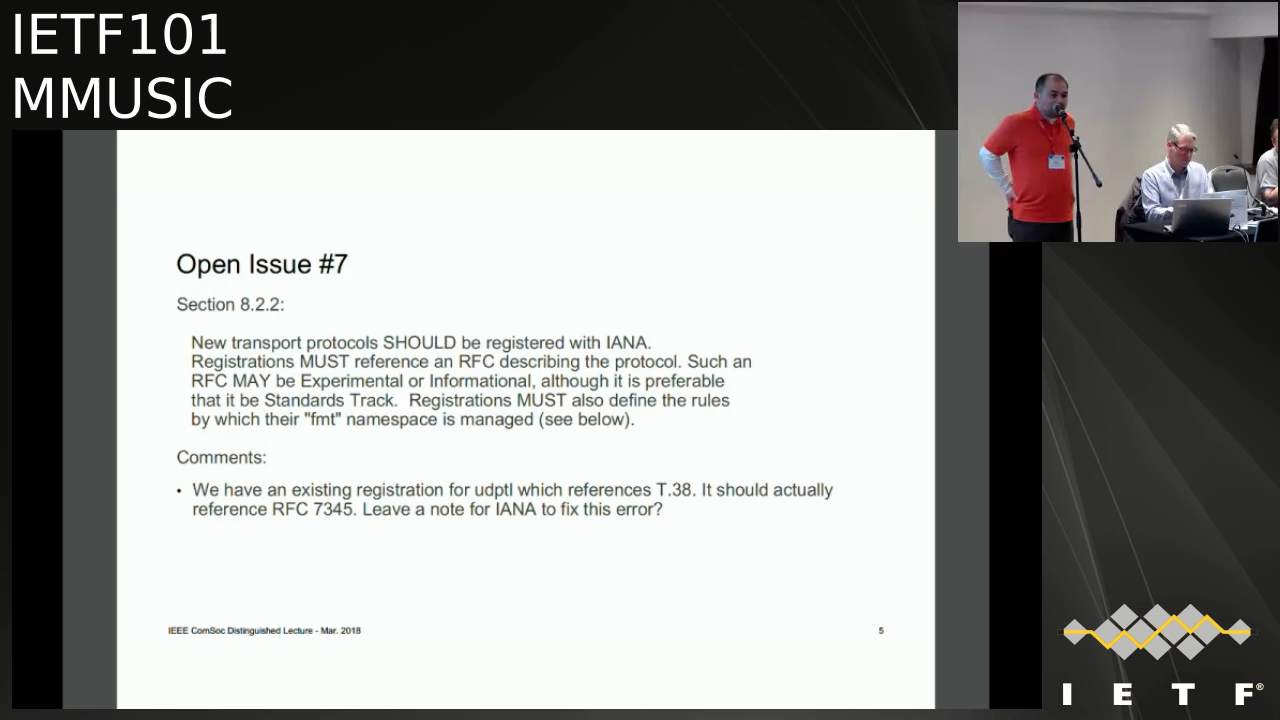 IETF101
MMUSIC
Open Issue #7
Section 8.2.2:
New transport protocols SHOULD be registered with IANA.
Registrations MUST reference an RFC describing the protocol. Such an
RFC MAY be Experimental or Informational, although it is preferable
that it be Standards Track. Registrations MUST also define the rules
by which their "fmt" namespace is managed (see below).
Comments:
• We have an existing registration for udptl which references T.38. It should actually
reference RFC 7345. Leave a note for IANA to fix this error?
IEEE ComSoc Distinguished Lecture - Mar. 2018
5
I E T F®